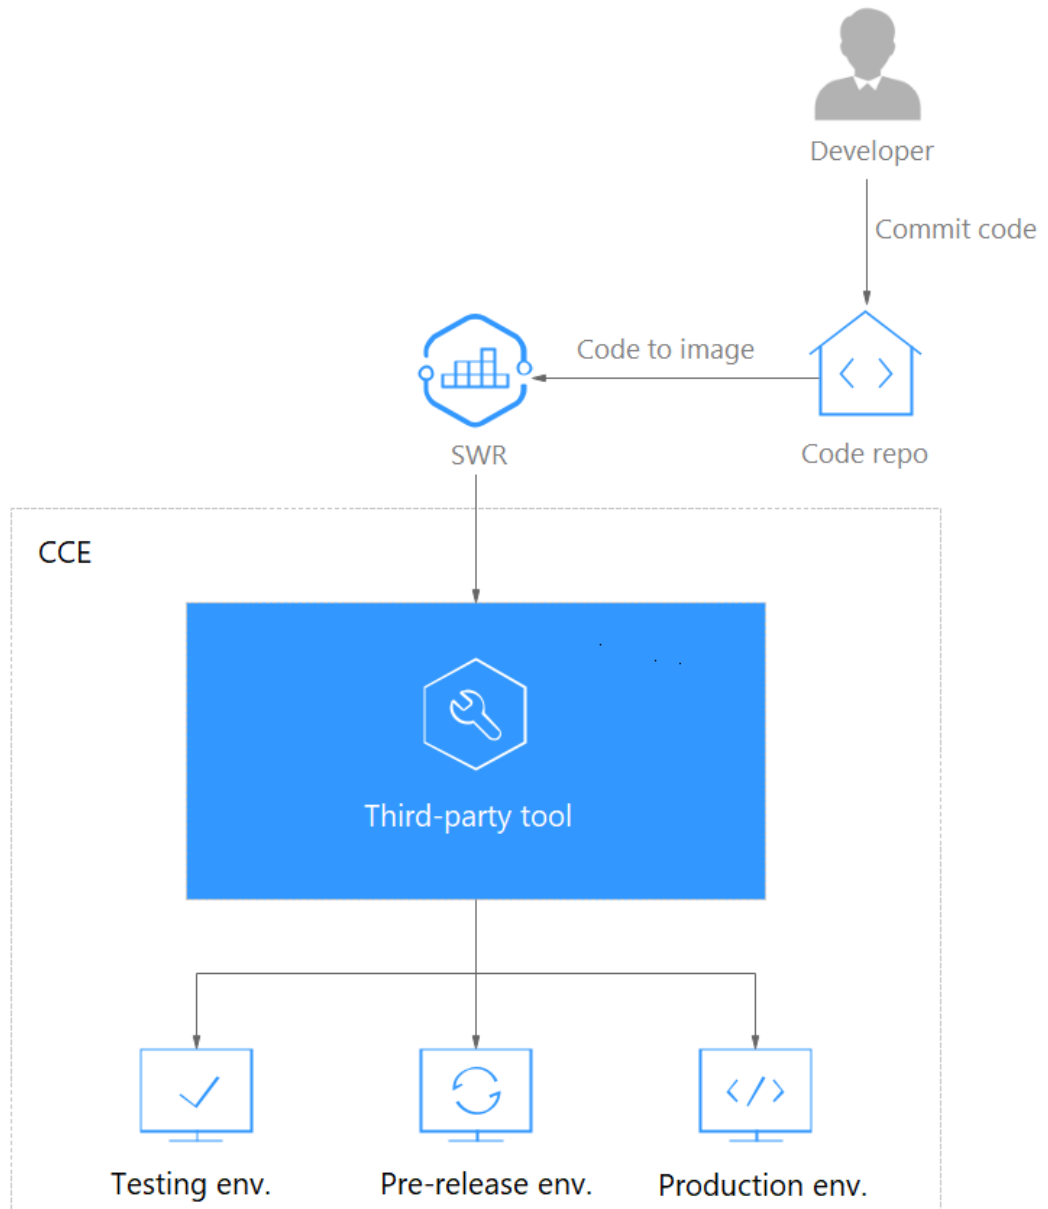 Developer
Commit code
Code to image
SWR
Code repo
CCE
Third-party tool
Testing env.
Pre-release env.
Production env.